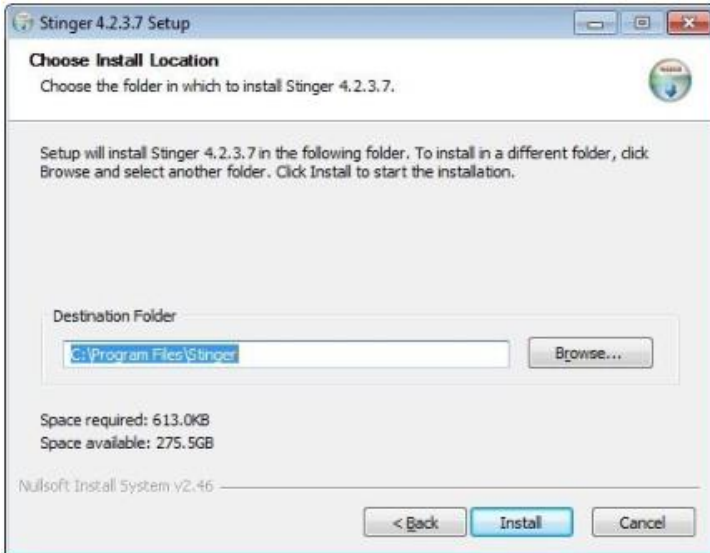 Stinger 4.2.3.7 Setup
Choose Install Location
Choose the folder in which to install Stinger 4.2.3.7.
Setup will install Stinger 4.2.3.7 in the following folder. To install in a different folder, click
Browse and select another folder. Click Install to start the installation.
Destination Folder
C:\Program Files\Stinger
Browse...
Space required: 613.0KB
Space available: 275.5GB
Nullsoft Install System v2.46
< Back
Install
Cancel